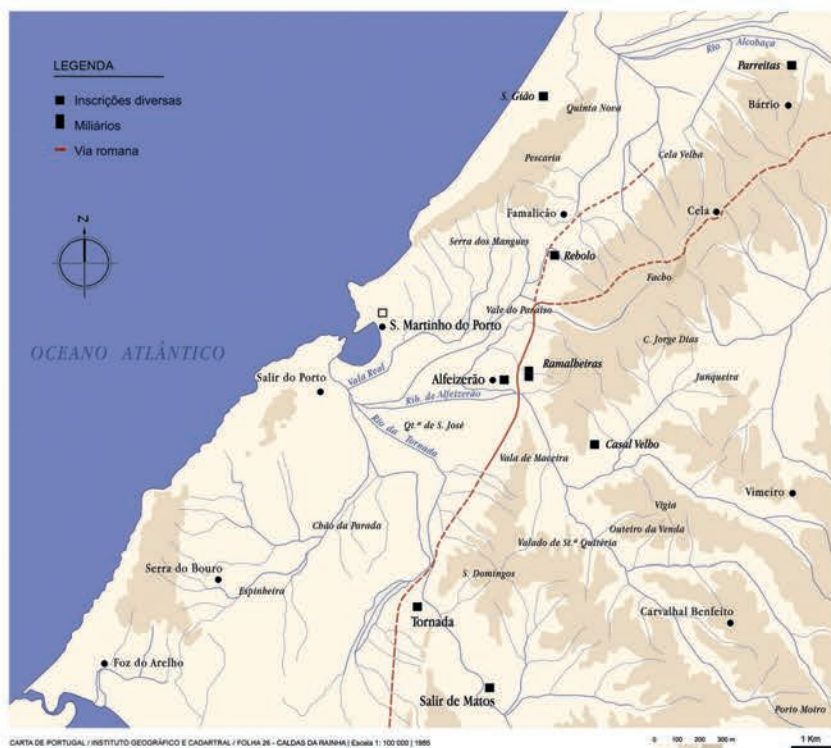 LEGENDA
Inscrições diversas
Miliários
Via romana
Z
OCEANO ATLÂNTICO
Rio Alcobaça
Parreitas
Bárrio
S. Gião
Quinta Nova
Pescaria
Cela Velha
Famalicão
Cela
Serra dos Mangues
Rebolo
Facho
Vale do Paraíso
S. Martinho do Porto
C. Jorge Dias
Vala Real
Ramalheiras
Junqueira
Salir do Porto
Alfeizerão
Rib. de Alfeizerão
Rio da Tornada
Qt.ª de S. José
Casal Velho
Vala de Maceira
Vimeiro
Vigia
Chão da Parada
Outeiro da Venda
Valado de St.ª Quitéria
Serra do Bouro
S. Domingos
Espinheira
Tornada
Carvalhal Benfeito
Foz do Arelho
Salir de Matos
Porto Moiro
CARTA DE PORTUGAL / INSTITUTO GEOGRÁFICO E CADARTRAL / FOLHA 26 - CALDAS DA RAINHA | Escala 1: 100 000 | 1985
0 100 200 300 m 1 Km